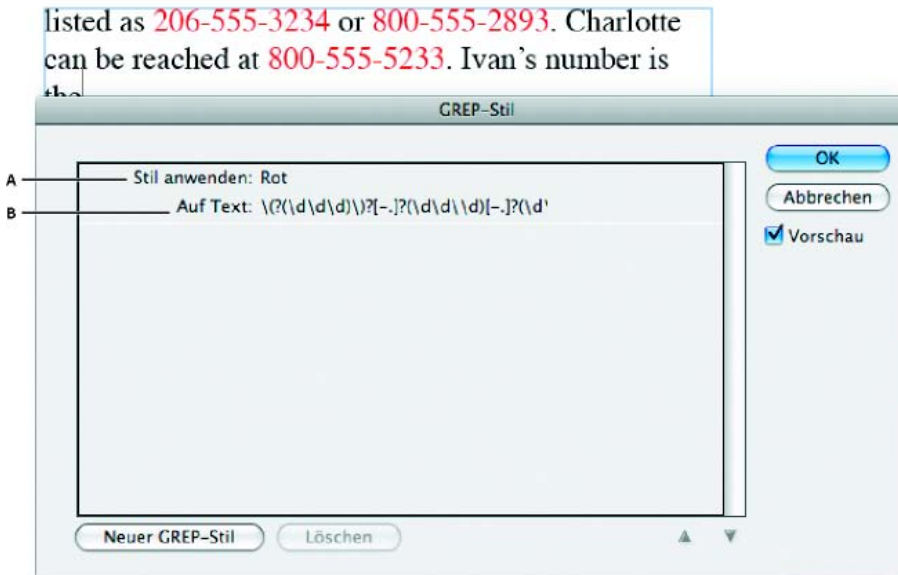 listed as 206-555-3234 or 800-555-2893. Charlotte
can be reached at 800-555-5233. Ivan's number is
the
GREP-Stil
A
Stil anwenden: Rot
B
Auf Text: \(?(\d\d\d)\)?[-.]?(\d\d\\d)[-.]?(\d'
OK
Abbrechen
Vorschau
Neuer GREP-Stil
Löschen